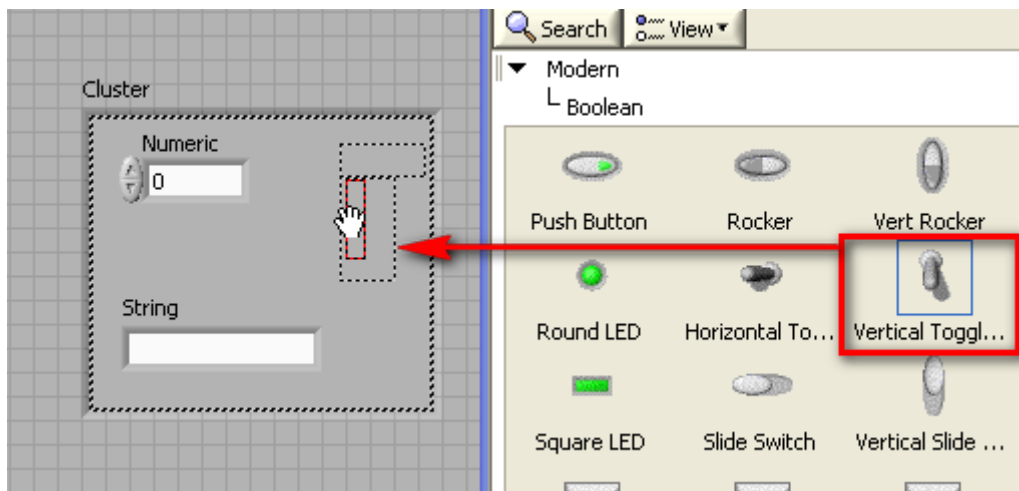 Search View
Modern
Boolean
Cluster
Numeric
0
String
Push Button Rocker Vert Rocker
Round LED Horizontal To... Vertical Toggl...
Square LED Slide Switch Vertical Slide ...